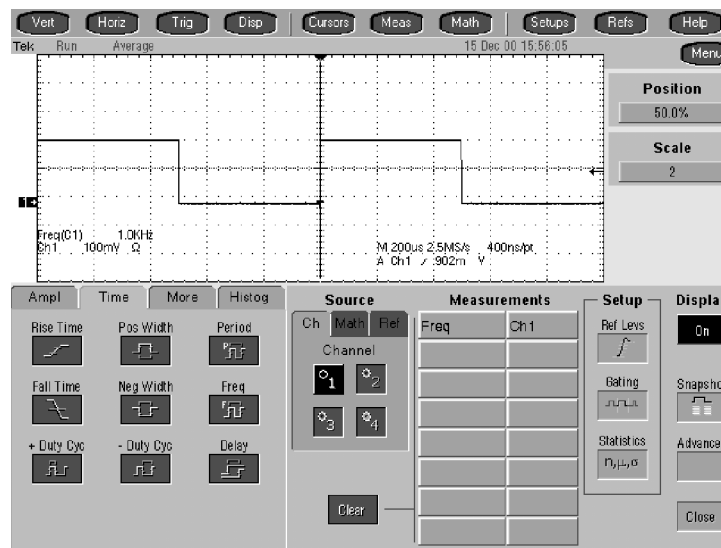 Vert Horiz Trig Disp Cursors Meas Math Setups Refs Help
Tek Run Average 15 Dec 00 15:56:05
Menu
Position
50.0%
Scale
2
1
Freq(C1) 1.0KHz
Ch1 100mV Ω
M 200us 2.5MS/s 400ns/pt
A Ch1 .902m V
Ampl Time More Histog
Rise Time Pos Width Period
Fall Time Neg Width Freq
+ Duty Cyc - Duty Cyc Delay
Source
Ch Math Ref
Channel
1 2
3 4
Clear
Measurements
Freq Ch1
Setup
Ref Levs
Gating
Statistics
n,μ,σ
Displa
On
Snapsho
Advance
Close